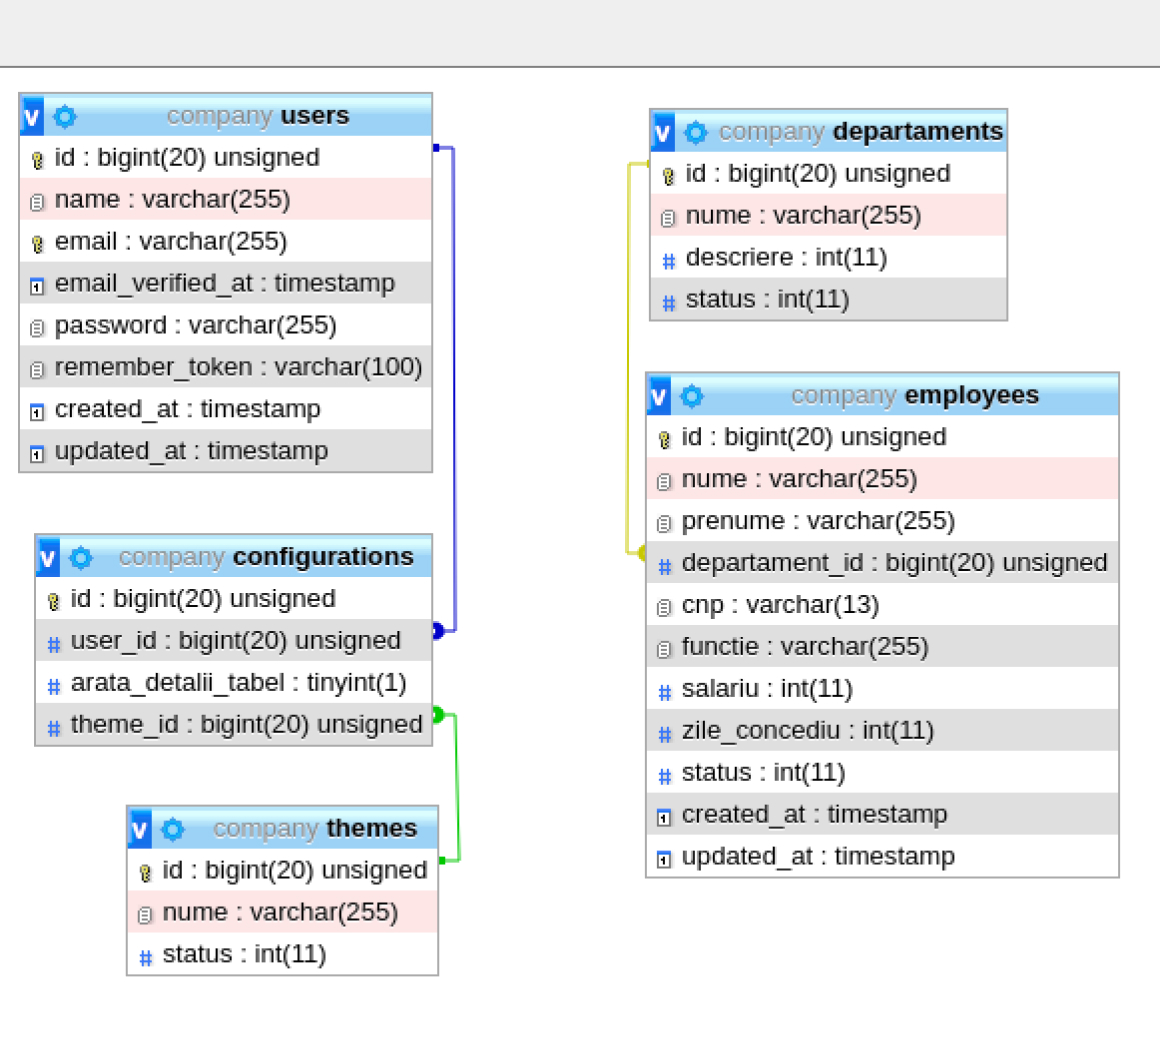 v company users
id : bigint(20) unsigned
name : varchar(255)
email : varchar(255)
email_verified_at : timestamp
password : varchar(255)
remember_token : varchar(100)
created_at : timestamp
updated_at : timestamp
v company configurations
id : bigint(20) unsigned
# user_id : bigint(20) unsigned
# arata_detalii_tabel : tinyint(1)
# theme_id : bigint(20) unsigned
v company themes
id : bigint(20) unsigned
nume : varchar(255)
# status : int(11)
v company departaments
id : bigint(20) unsigned
nume : varchar(255)
# descriere : int(11)
# status : int(11)
v company employees
id : bigint(20) unsigned
nume : varchar(255)
prenume : varchar(255)
# departament_id : bigint(20) unsigned
cnp : varchar(13)
functie : varchar(255)
# salariu : int(11)
# zile_concediu : int(11)
# status : int(11)
created_at : timestamp
updated_at : timestamp